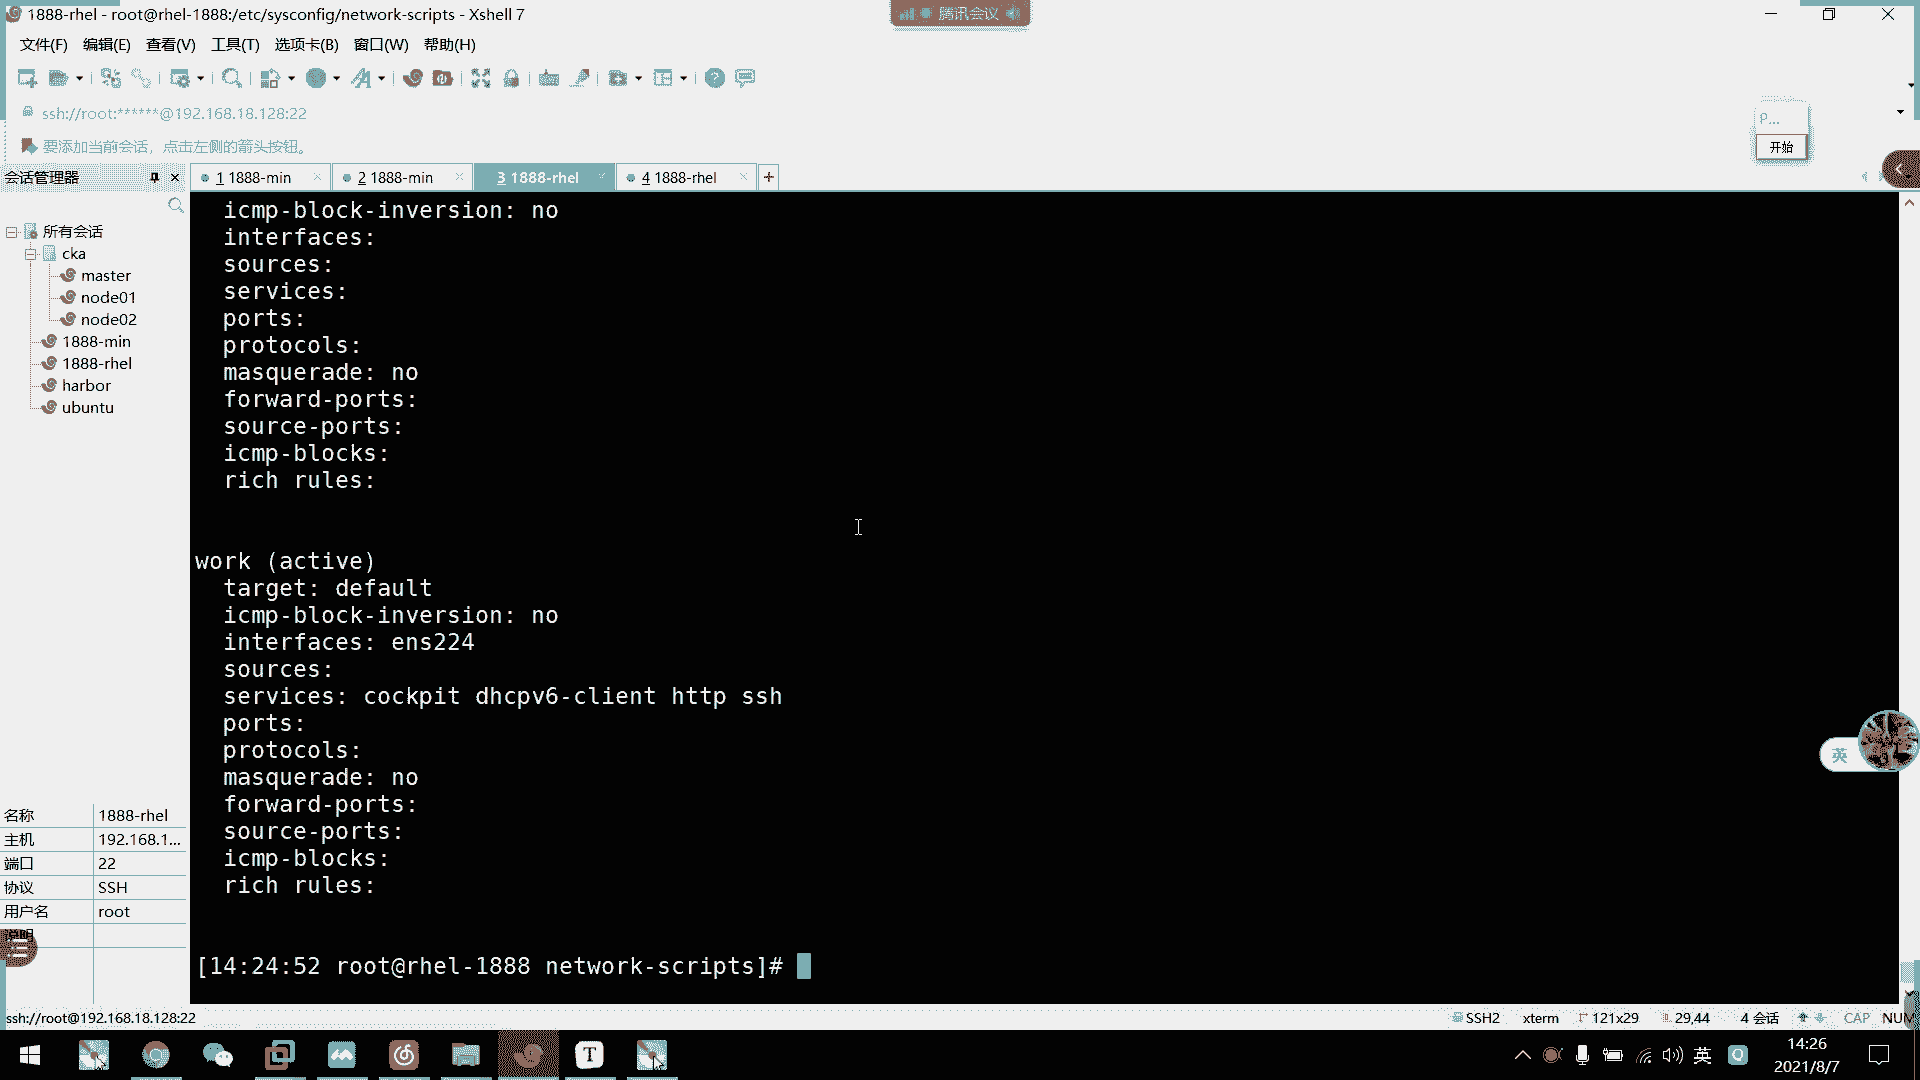 1888-rhel - root@rhel-1888:/etc/sysconfig/network-scripts - Xshell 7
腾讯会议
文件(F) 编辑(E) 查看(V) 工具(T) 选项卡(B) 窗口(W) 帮助(H)
ssh://root:******@192.168.18.128:22
P...
要添加当前会话，点击左侧的箭头按钮。
开始
会话管理器
1 1888-min
2 1888-min
3 1888-rhel
4 1888-rhel
所有会话
cka
master
node01
node02
1888-min
1888-rhel
harbor
ubuntu
icmp-block-inversion: no
interfaces:
sources:
services:
ports:
protocols:
masquerade: no
forward-ports:
source-ports:
icmp-blocks:
rich rules:
work (active)
target: default
icmp-block-inversion: no
interfaces: ens224
sources:
services: cockpit dhcpv6-client http ssh
ports:
protocols:
masquerade: no
forward-ports:
source-ports:
icmp-blocks:
rich rules:
[14:24:52 root@rhel-1888 network-scripts]#
英
名称 1888-rhel
主机 192.168.1...
端口 22
协议 SSH
用户名 root
说明
ssh://root@192.168.18.128:22
SSH2 xterm 121x29 29,44 4 会话 CAP NUM
T
英
14:26
2021/8/7